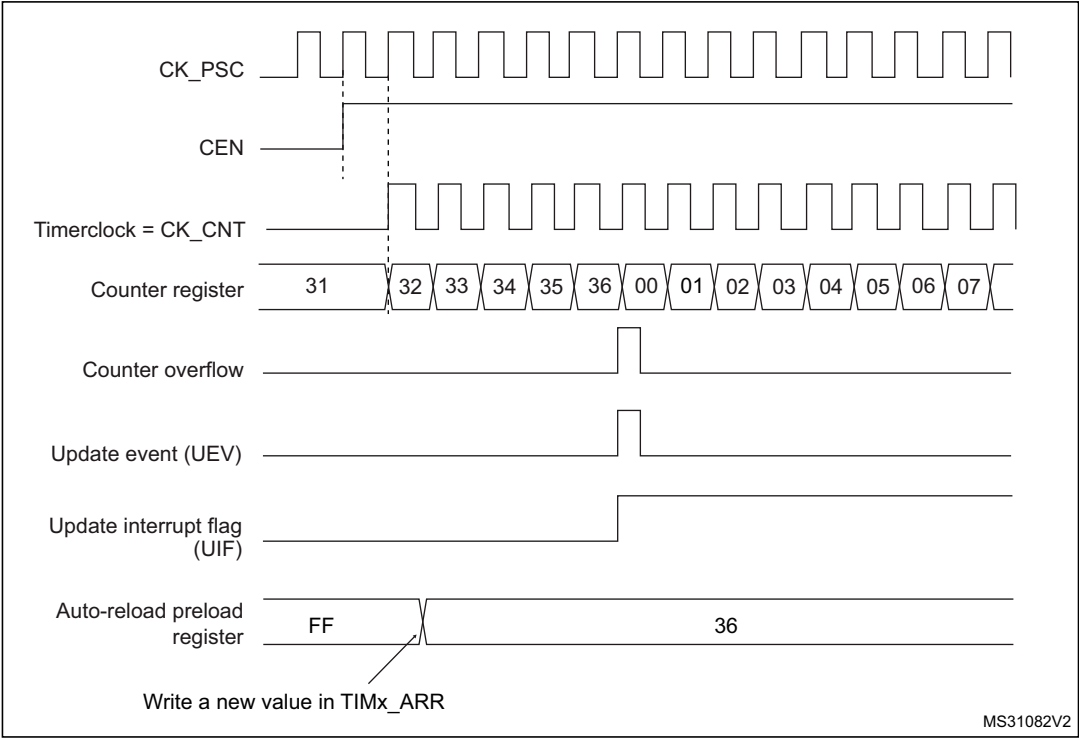 CK_PSC
CEN
Timerclock = CK_CNT
Counter register
31 32 33 34 35 36 00 01 02 03 04 05 06 07
Counter overflow
Update event (UEV)
Update interrupt flag
(UIF)
Auto-reload preload
register
FF 36
Write a new value in TIMx_ARR
MS31082V2